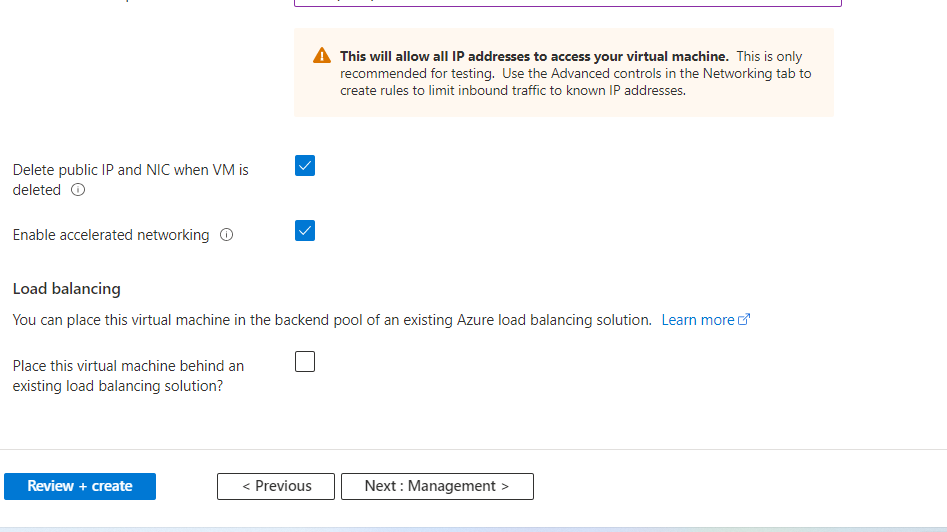 This will allow all IP addresses to access your virtual machine. This is only
recommended for testing. Use the Advanced controls in the Networking tab to
create rules to limit inbound traffic to known IP addresses.
Delete public IP and NIC when VM is
deleted
Enable accelerated networking
Load balancing
You can place this virtual machine in the backend pool of an existing Azure load balancing solution. Learn more
Place this virtual machine behind an
existing load balancing solution?
Review + create
< Previous
Next : Management >